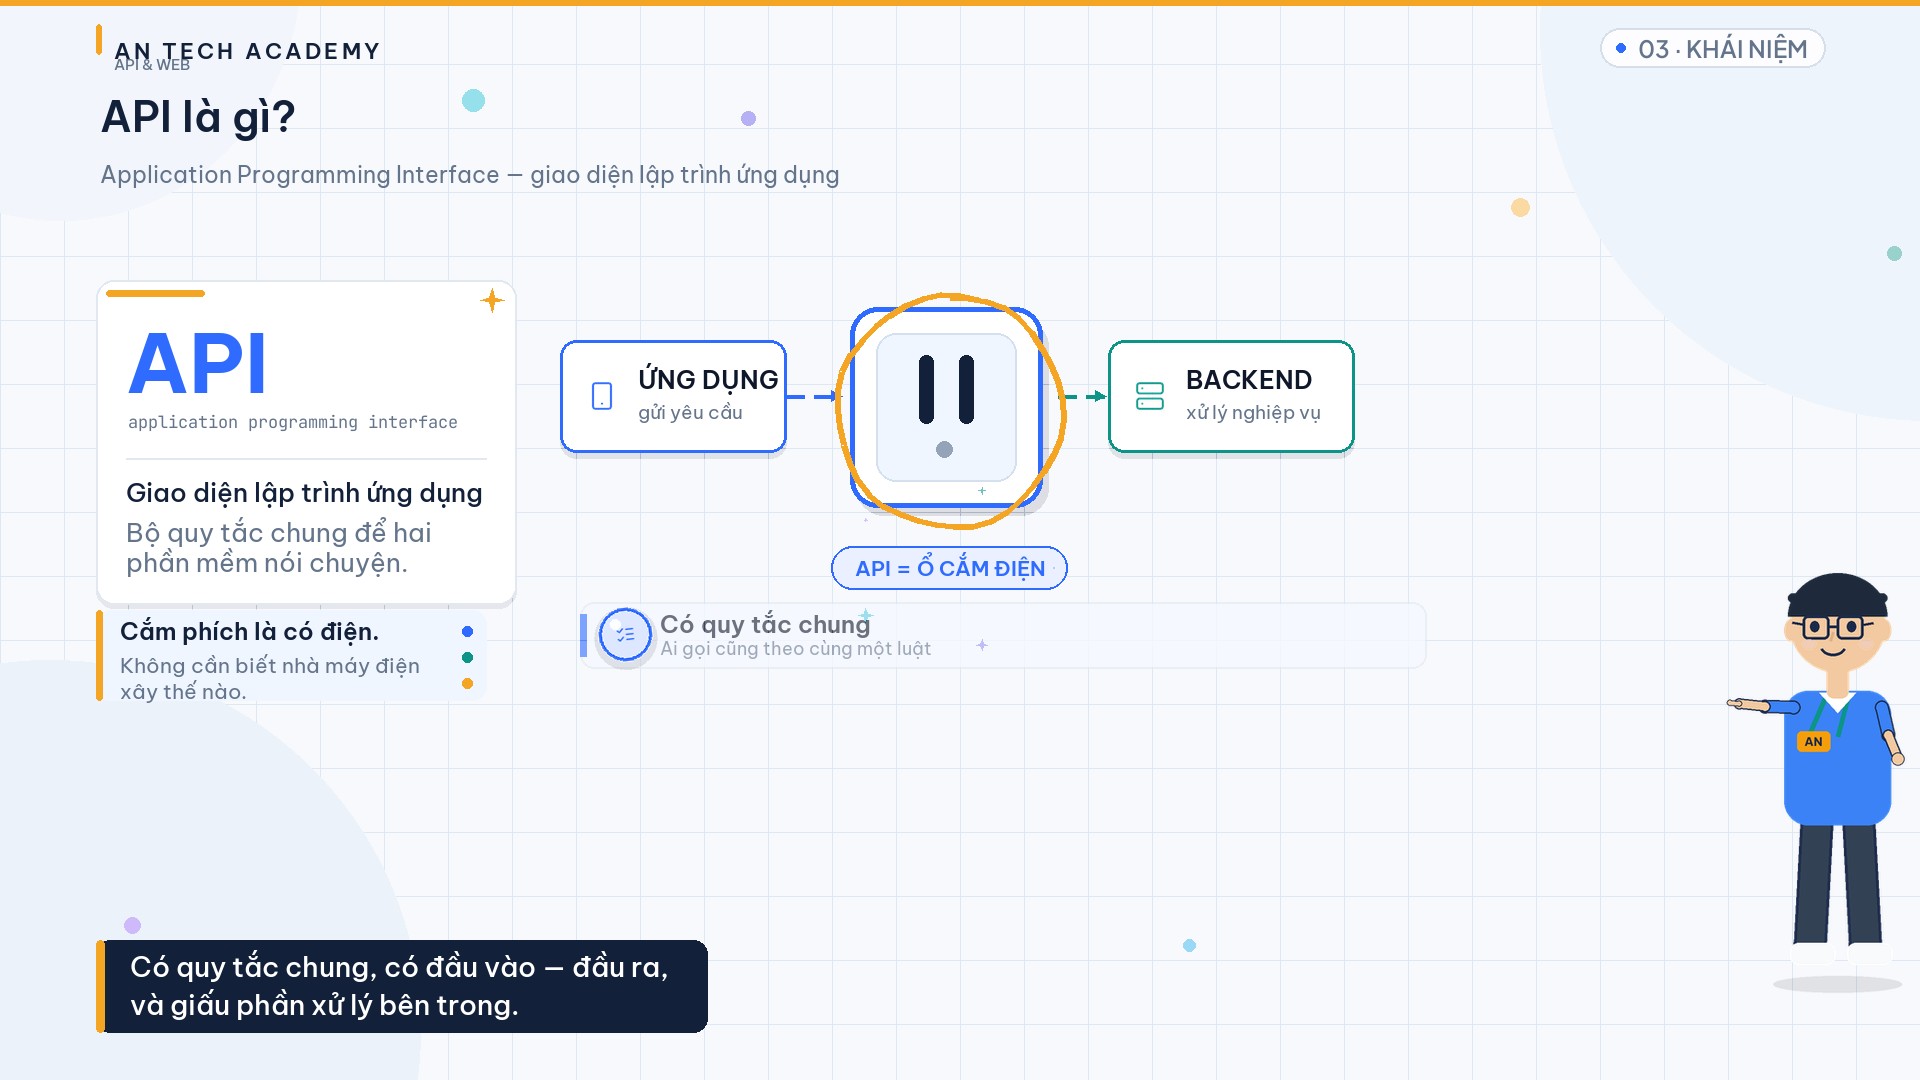 AN TECH ACADEMY
API & WEB
03 · KHÁI NIỆM
API là gì?
Application Programming Interface — giao diện lập trình ứng dụng
API
application programming interface
Giao diện lập trình ứng dụng
Bộ quy tắc chung để hai
phần mềm nói chuyện.
ỨNG DỤNG
gửi yêu cầu
BACKEND
xử lý nghiệp vụ
API = Ổ CẮM ĐIỆN
Cắm phích là có điện.
Không cần biết nhà máy điện
xây thế nào.
Có quy tắc chung
Ai gọi cũng theo cùng một luật
AN
Có quy tắc chung, có đầu vào — đầu ra,
và giấu phần xử lý bên trong.